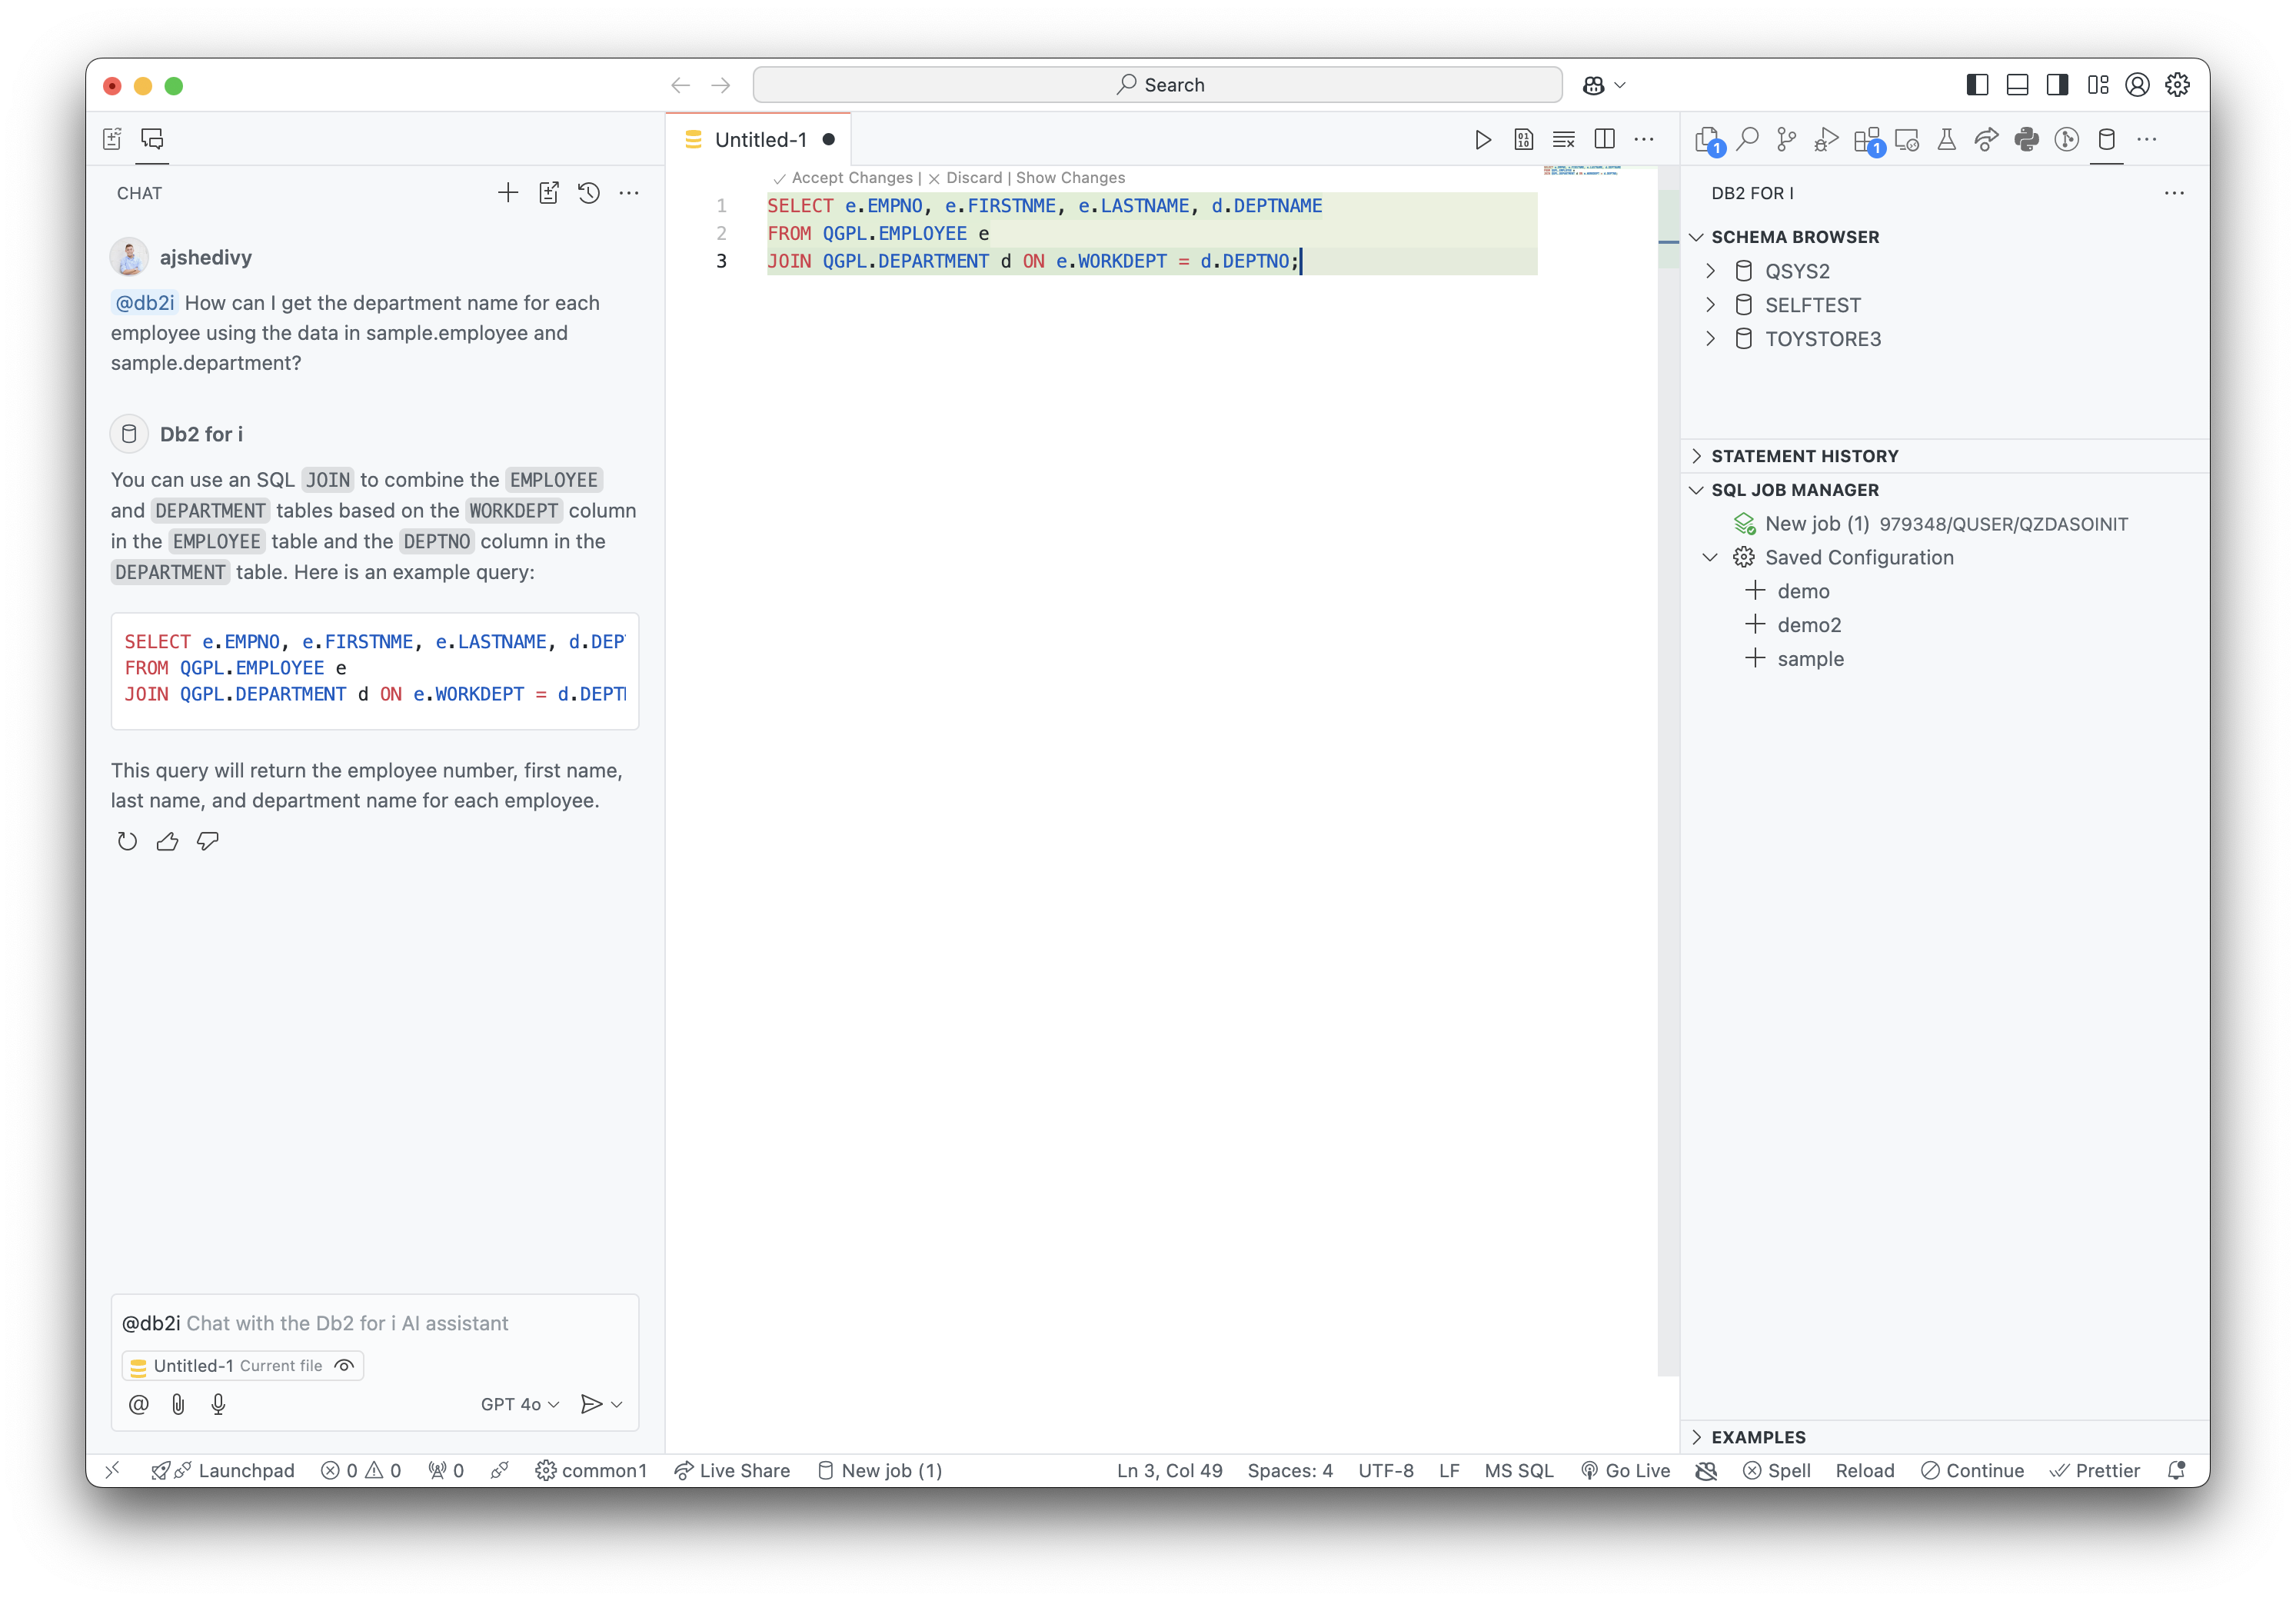 Search
Untitled-1
1
1
CHAT
ajshedivy
@db2i How can I get the department name for each
employee using the data in sample.employee and
sample.department?
Db2 for i
You can use an SQL JOIN to combine the EMPLOYEE
and DEPARTMENT tables based on the WORKDEPT column
in the EMPLOYEE table and the DEPTNO column in the
DEPARTMENT table. Here is an example query:
SELECT e.EMPNO, e.FIRSTNME, e.LASTNAME, d.DEP
FROM QGPL.EMPLOYEE e
JOIN QGPL.DEPARTMENT d ON e.WORKDEPT = d.DEPT
This query will return the employee number, first name,
last name, and department name for each employee.
@db2i Chat with the Db2 for i AI assistant
Untitled-1 Current file
GPT 4o
Accept Changes | Discard | Show Changes
1 SELECT e.EMPNO, e.FIRSTNME, e.LASTNAME, d.DEPTNAME
2 FROM QGPL.EMPLOYEE e
3 JOIN QGPL.DEPARTMENT d ON e.WORKDEPT = d.DEPTNO;
DB2 FOR I
SCHEMA BROWSER
QSYS2
SELFTEST
TOYSTORE3
STATEMENT HISTORY
SQL JOB MANAGER
New job (1) 979348/QUSER/QZDASOINIT
Saved Configuration
demo
demo2
sample
EXAMPLES
Launchpad 0 0 0 common1 Live Share New job (1) Ln 3, Col 49 Spaces: 4 UTF-8 LF MS SQL Go Live Spell Reload Continue Prettier